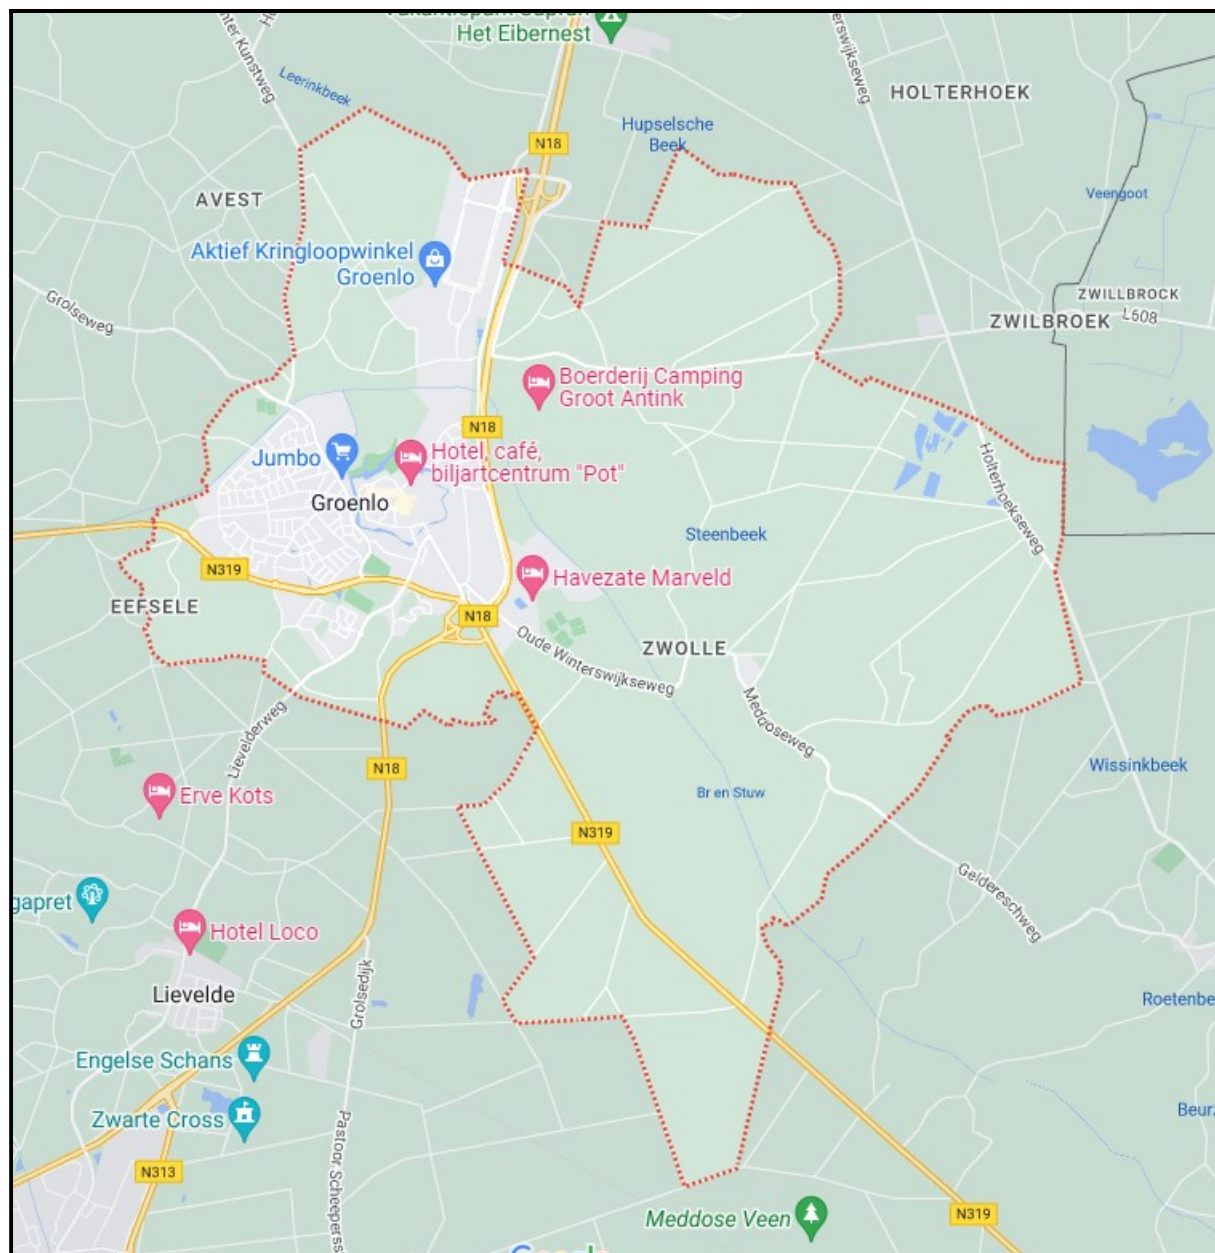 Het Eibernest
Leerinkbeek
HOLTERHOEK
Hupselsche
Beek
N18
AVEST
Veengoot
Aktief Kringloopwinkel
Groenlo
Grolseweg
ZWILLBROCK
L608
ZWILBROEK
Boerderij Camping
Groot Antink
N18
Hotel, café,
biljartcentrum "Pot"
Jumbo
Groenlo
Holterhoekseweg
Steenbeek
N319
Havezate Marveld
EEFSELE
N18
Oude Winterswijkseweg
ZWOLLE
Meddoseweg
Lievelderweg
N18
Wissinkbeek
Erve Kots
Br en Stuw
N319
gapret
Geldereschweg
Hotel Loco
Lievelde
Grolsedijk
Roetenbe
Engelse Schans
Zwarte Cross
Beur
Pastoor Scheeperss
N313
Meddose Veen
N319